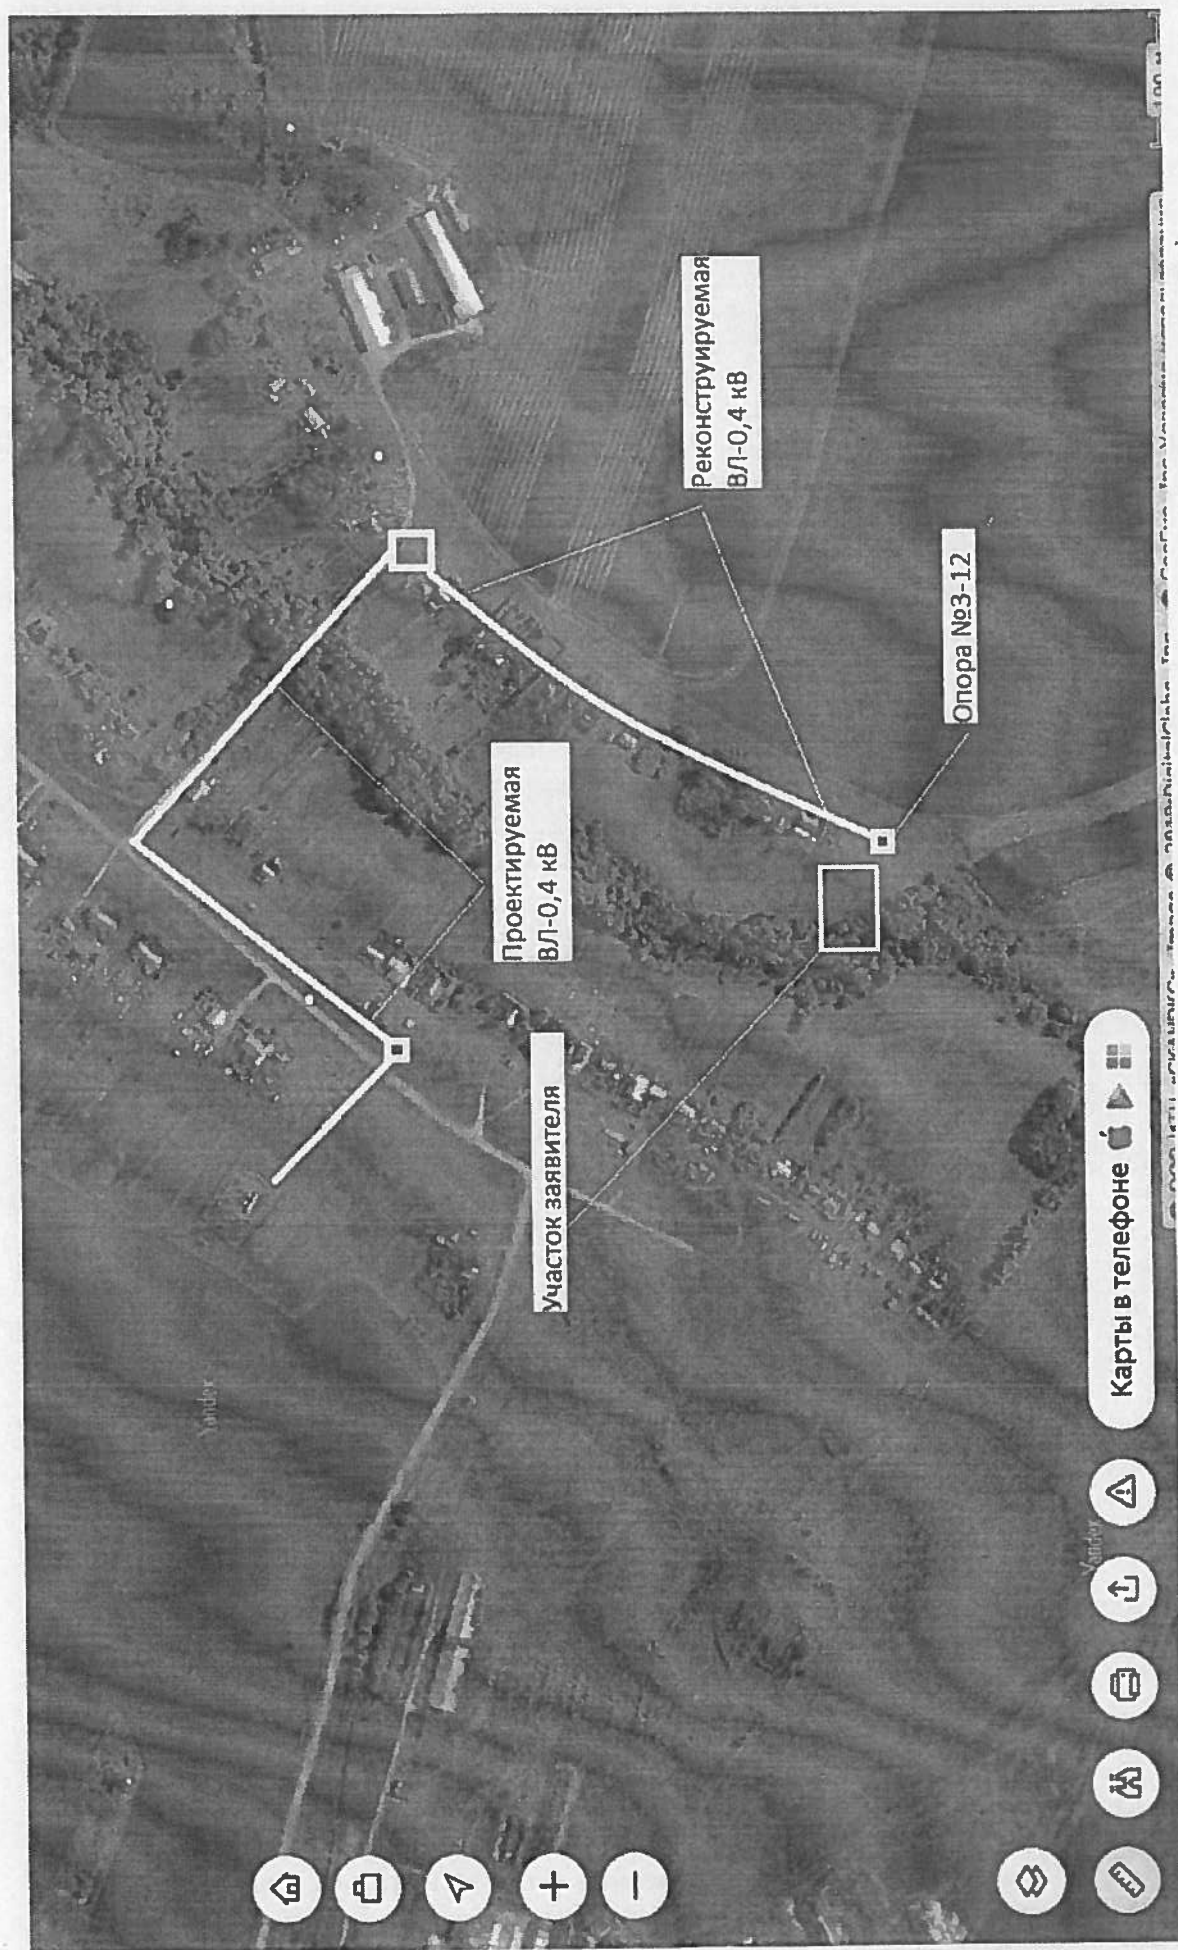 Реконструируемая
ВЛ-0,4 кВ
Проектируемая
ВЛ-0,4 кВ
Опора №3-12
Участок заявителя
Yandex
Yandex
Карты в телефоне
100 м